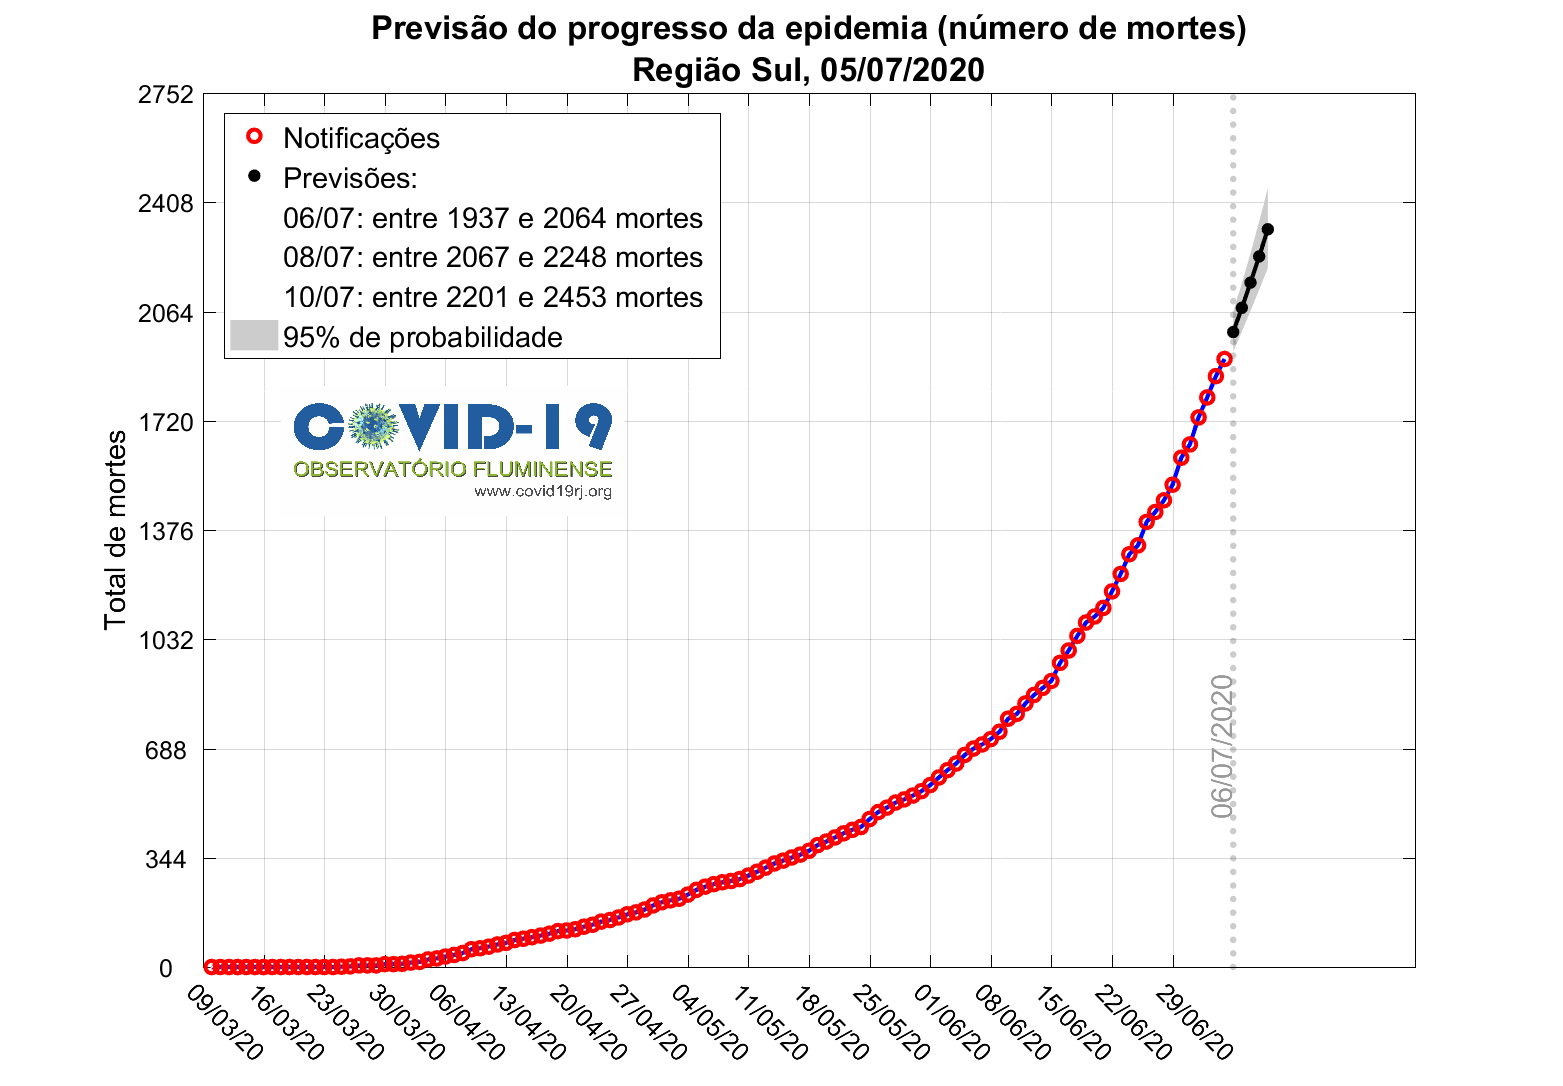 Previsão do progresso da epidemia (número de mortes)
Região Sul, 05/07/2020
Total de mortes
2752
2408
2064
1720
1376
1032
688
344
0
Notificações
Previsões:
06/07: entre 1937 e 2064 mortes
08/07: entre 2067 e 2248 mortes
10/07: entre 2201 e 2453 mortes
95% de probabilidade
COVID-19
OBSERVATÓRIO FLUMINENSE
www.covid19rj.org
06/07/2020
09/03/20
16/03/20
23/03/20
30/03/20
06/04/20
13/04/20
20/04/20
27/04/20
04/05/20
11/05/20
18/05/20
25/05/20
01/06/20
08/06/20
15/06/20
22/06/20
29/06/20